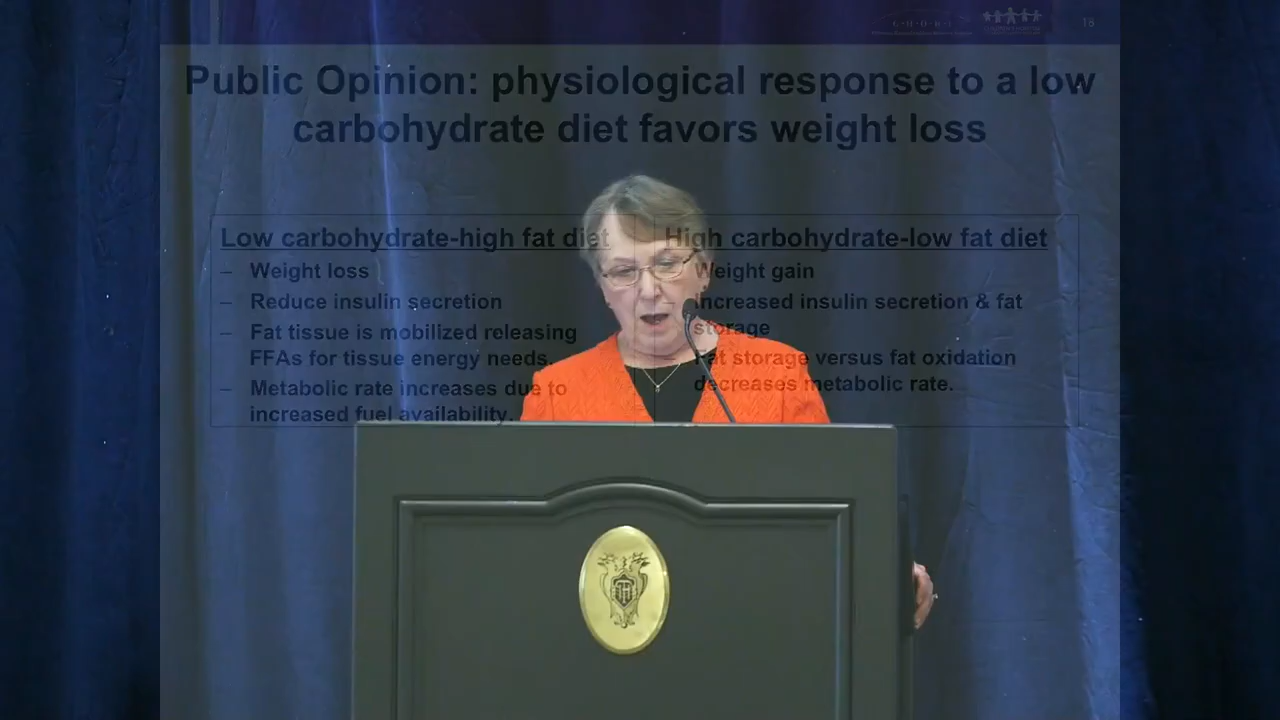 C·H·O·R·I
18
Public Opinion: physiological response to a low
carbohydrate diet favors weight loss
Low carbohydrate-high fat diet
– Weight loss
– Reduce insulin secretion
– Fat tissue is mobilized releasing
FFAs for tissue energy needs.
– Metabolic rate increases due to
increased fuel availability.
High carbohydrate-low fat diet
Weight gain
– Increased insulin secretion & fat
storage
Fat storage versus fat oxidation
decreases metabolic rate.